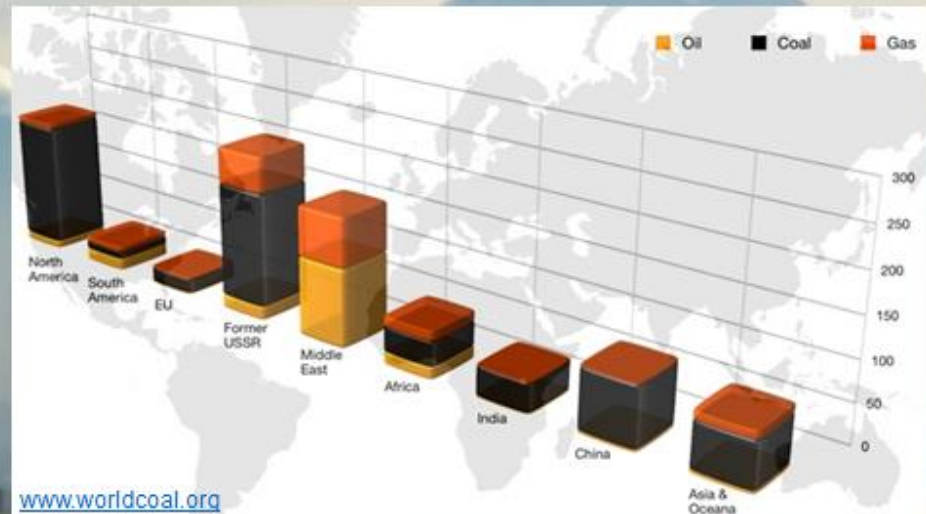 Oil
Coal
Gas
300
250
200
150
100
50
0
North
America
South
America
EU
Former
USSR
Middle
East
Africa
India
China
Asia &
Oceana
www.worldcoal.org